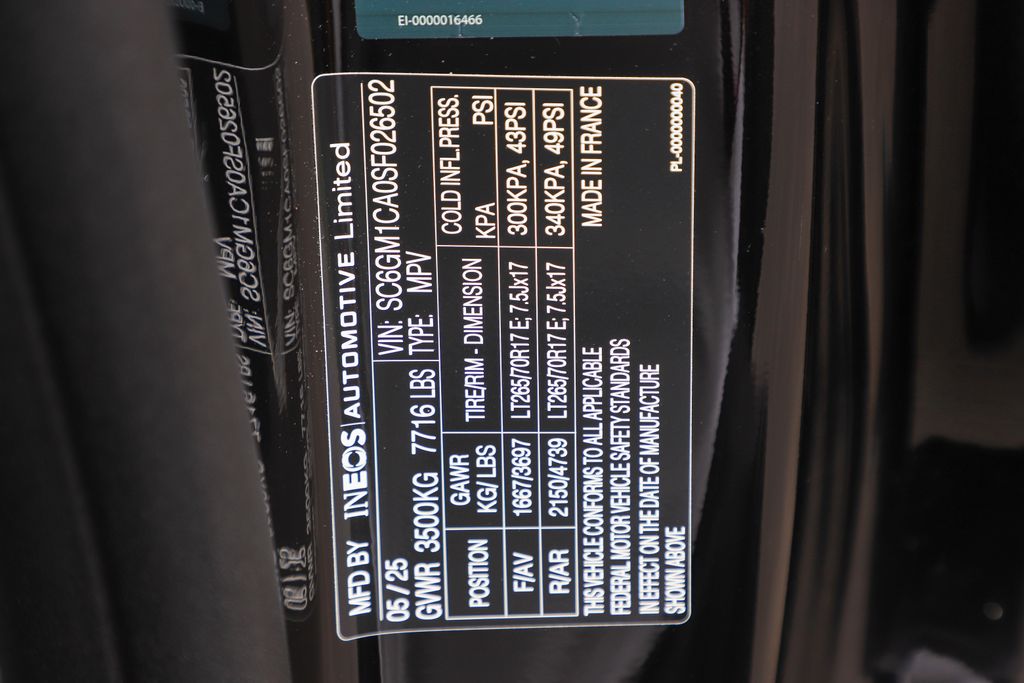 EI-0000016466
MFD BY INEOS|AUTOMOTIVE Limited
05 / 25 VIN: SC6GM1CA0SF026502
GVWR 3500KG 7716 LBS TYPE: MPV
POSITION GAWR KG/ LBS TIRE/RIM - DIMENSION COLD INFL.PRESS. KPA PSI
F/AV 1667/3697 LT265/70R17 E; 7.5Jx17 300KPA, 43PSI
R/AR 2150/4739 LT265/70R17 E; 7.5Jx17 340KPA, 49PSI
THIS VEHICLE CONFORMS TO ALL APPLICABLE MADE IN FRANCE
FEDERAL MOTOR VEHICLE SAFETY STANDARDS
IN EFFECT ON THE DATE OF MANUFACTURE
SHOWN ABOVE PL-0000000040